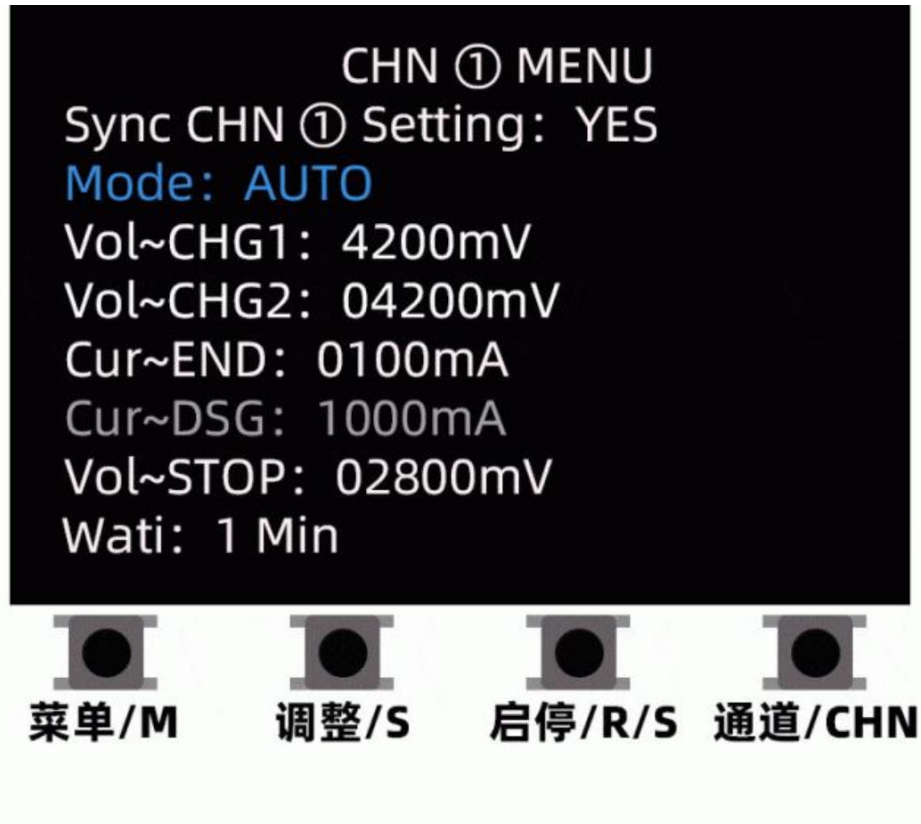 CHN ① MENU
Sync CHN ① Setting： YES
Mode： AUTO
Vol~CHG1： 4200mV
Vol~CHG2： 04200mV
Cur~END： 0100mA
Cur~DSG： 1000mA
Vol~STOP： 02800mV
Wati： 1 Min
菜单/M 调整/S 启停/R/S 通道/CHN